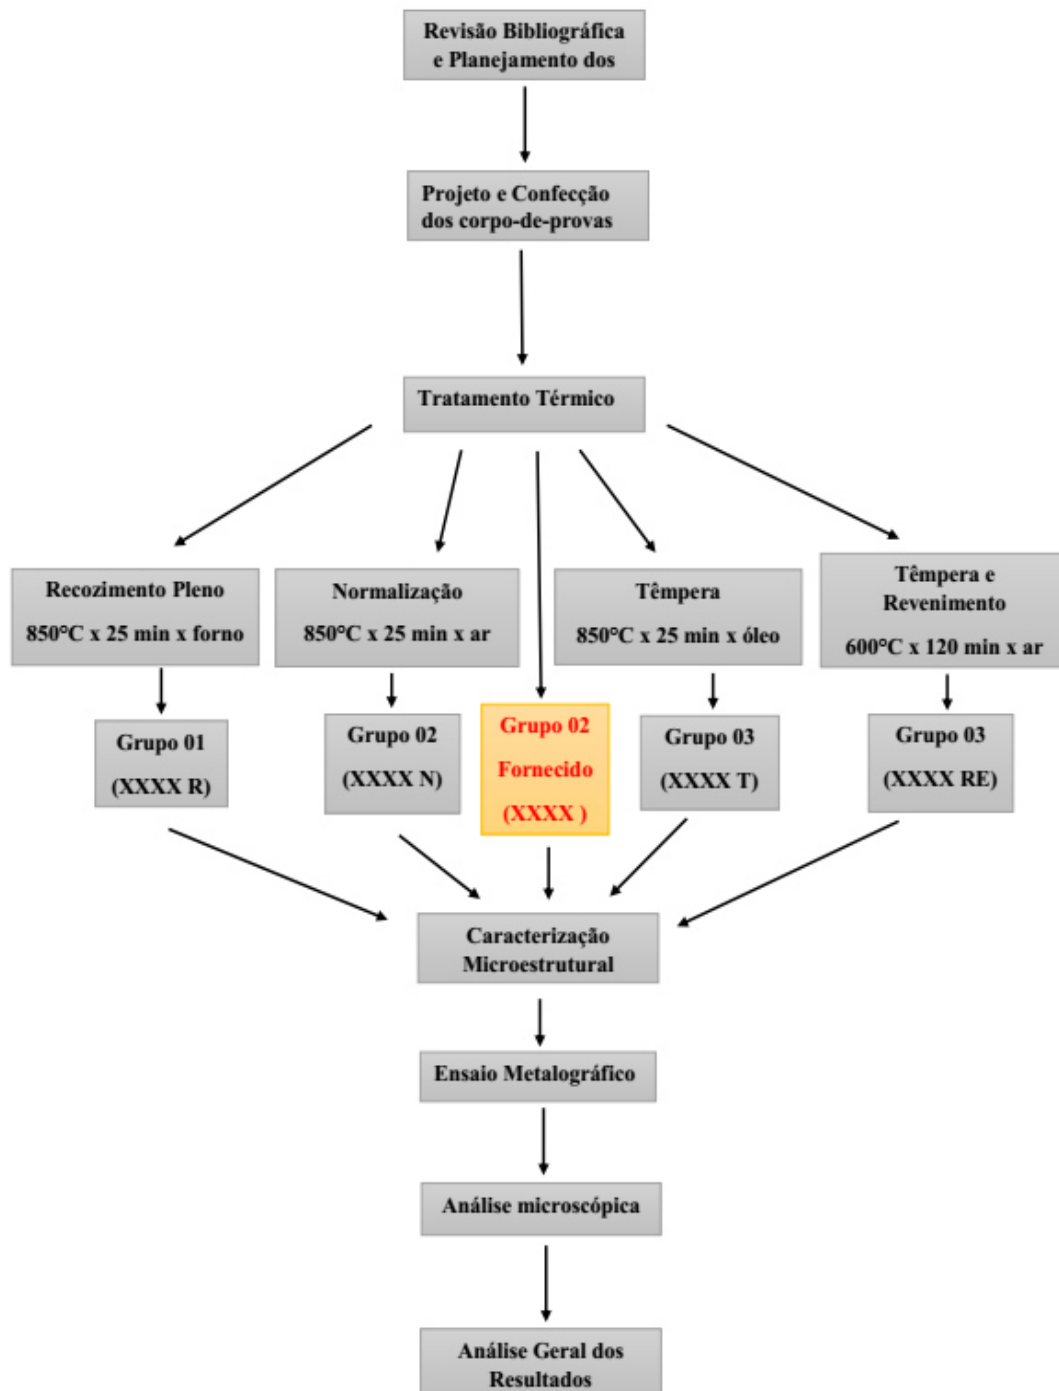 Revisão Bibliográfica
e Planejamento dos
Projeto e Confecção
dos corpo-de-provas
Tratamento Térmico
Recozimento Pleno
850°C x 25 min x forno
Normalização
850°C x 25 min x ar
Têmpera
850°C x 25 min x óleo
Têmpera e
Revenimento
600°C x 120 min x ar
Grupo 01
(XXXX R)
Grupo 02
(XXXX N)
Grupo 02
Fornecido
(XXXX )
Grupo 03
(XXXX T)
Grupo 03
(XXXX RE)
Caracterização
Microestrutural
Ensaio Metalográfico
Análise microscópica
Análise Geral dos
Resultados